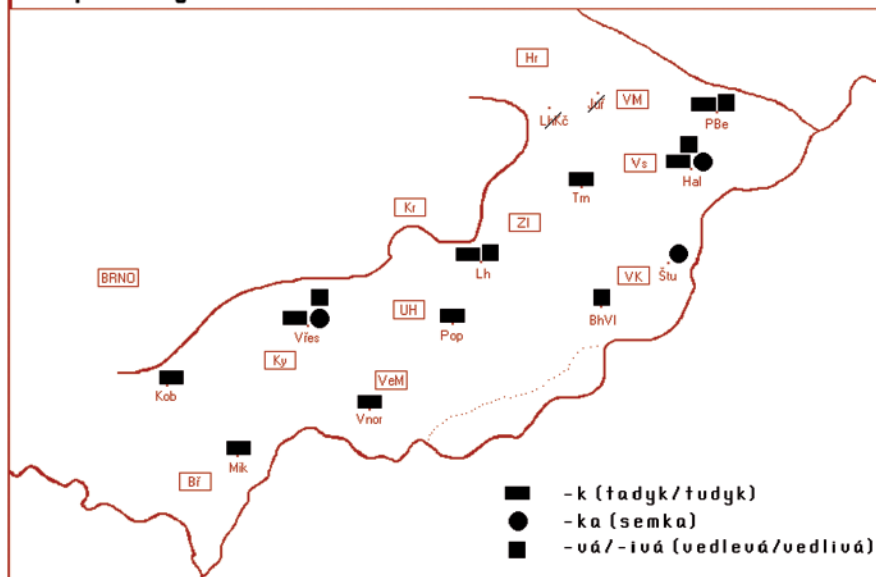 Hr
VM
LhKč
Juř
PBe
Vs
Hal
Trn
Kr
Zl
Lh
BRNO
VK
Štu
BhVl
UH
Vřes
Pop
Ky
VeM
Kob
Vnor
Mik
Bř
-k (tadyk/tudyk)
-ka (semka)
-vá/-ivá (vedlevá/vedlivá)